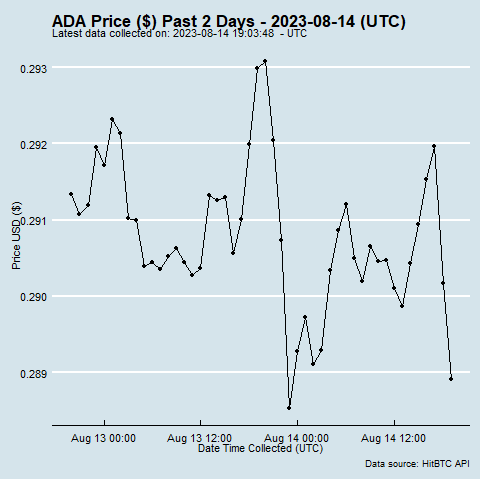 ADA Price ($) Past 2 Days - 2023-08-14 (UTC)
Latest data collected on: 2023-08-14 19:03:48 - UTC
0.293
0.292
0.291
0.290
0.289
Price USD ($)
Aug 13 00:00 Aug 13 12:00 Aug 14 00:00 Aug 14 12:00
Date Time Collected (UTC)
Data source: HitBTC API